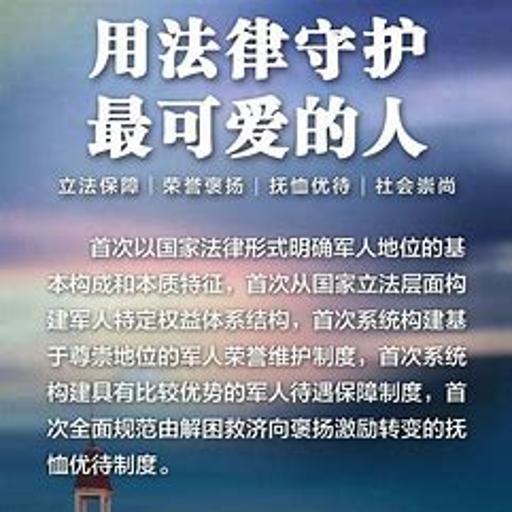 用法律守护
最可爱的人
立法保障｜荣誉褒扬｜抚恤优待｜社会崇尚
首次以国家法律形式明确军人地位的基
本构成和本质特征，首次从国家立法层面构
建军人特定权益体系结构，首次系统构建基
于尊崇地位的军人荣誉维护制度，首次系统
构建具有比较优势的军人待遇保障制度，首
次全面规范由解困救济向褒扬激励转变的抚
恤优待制度。